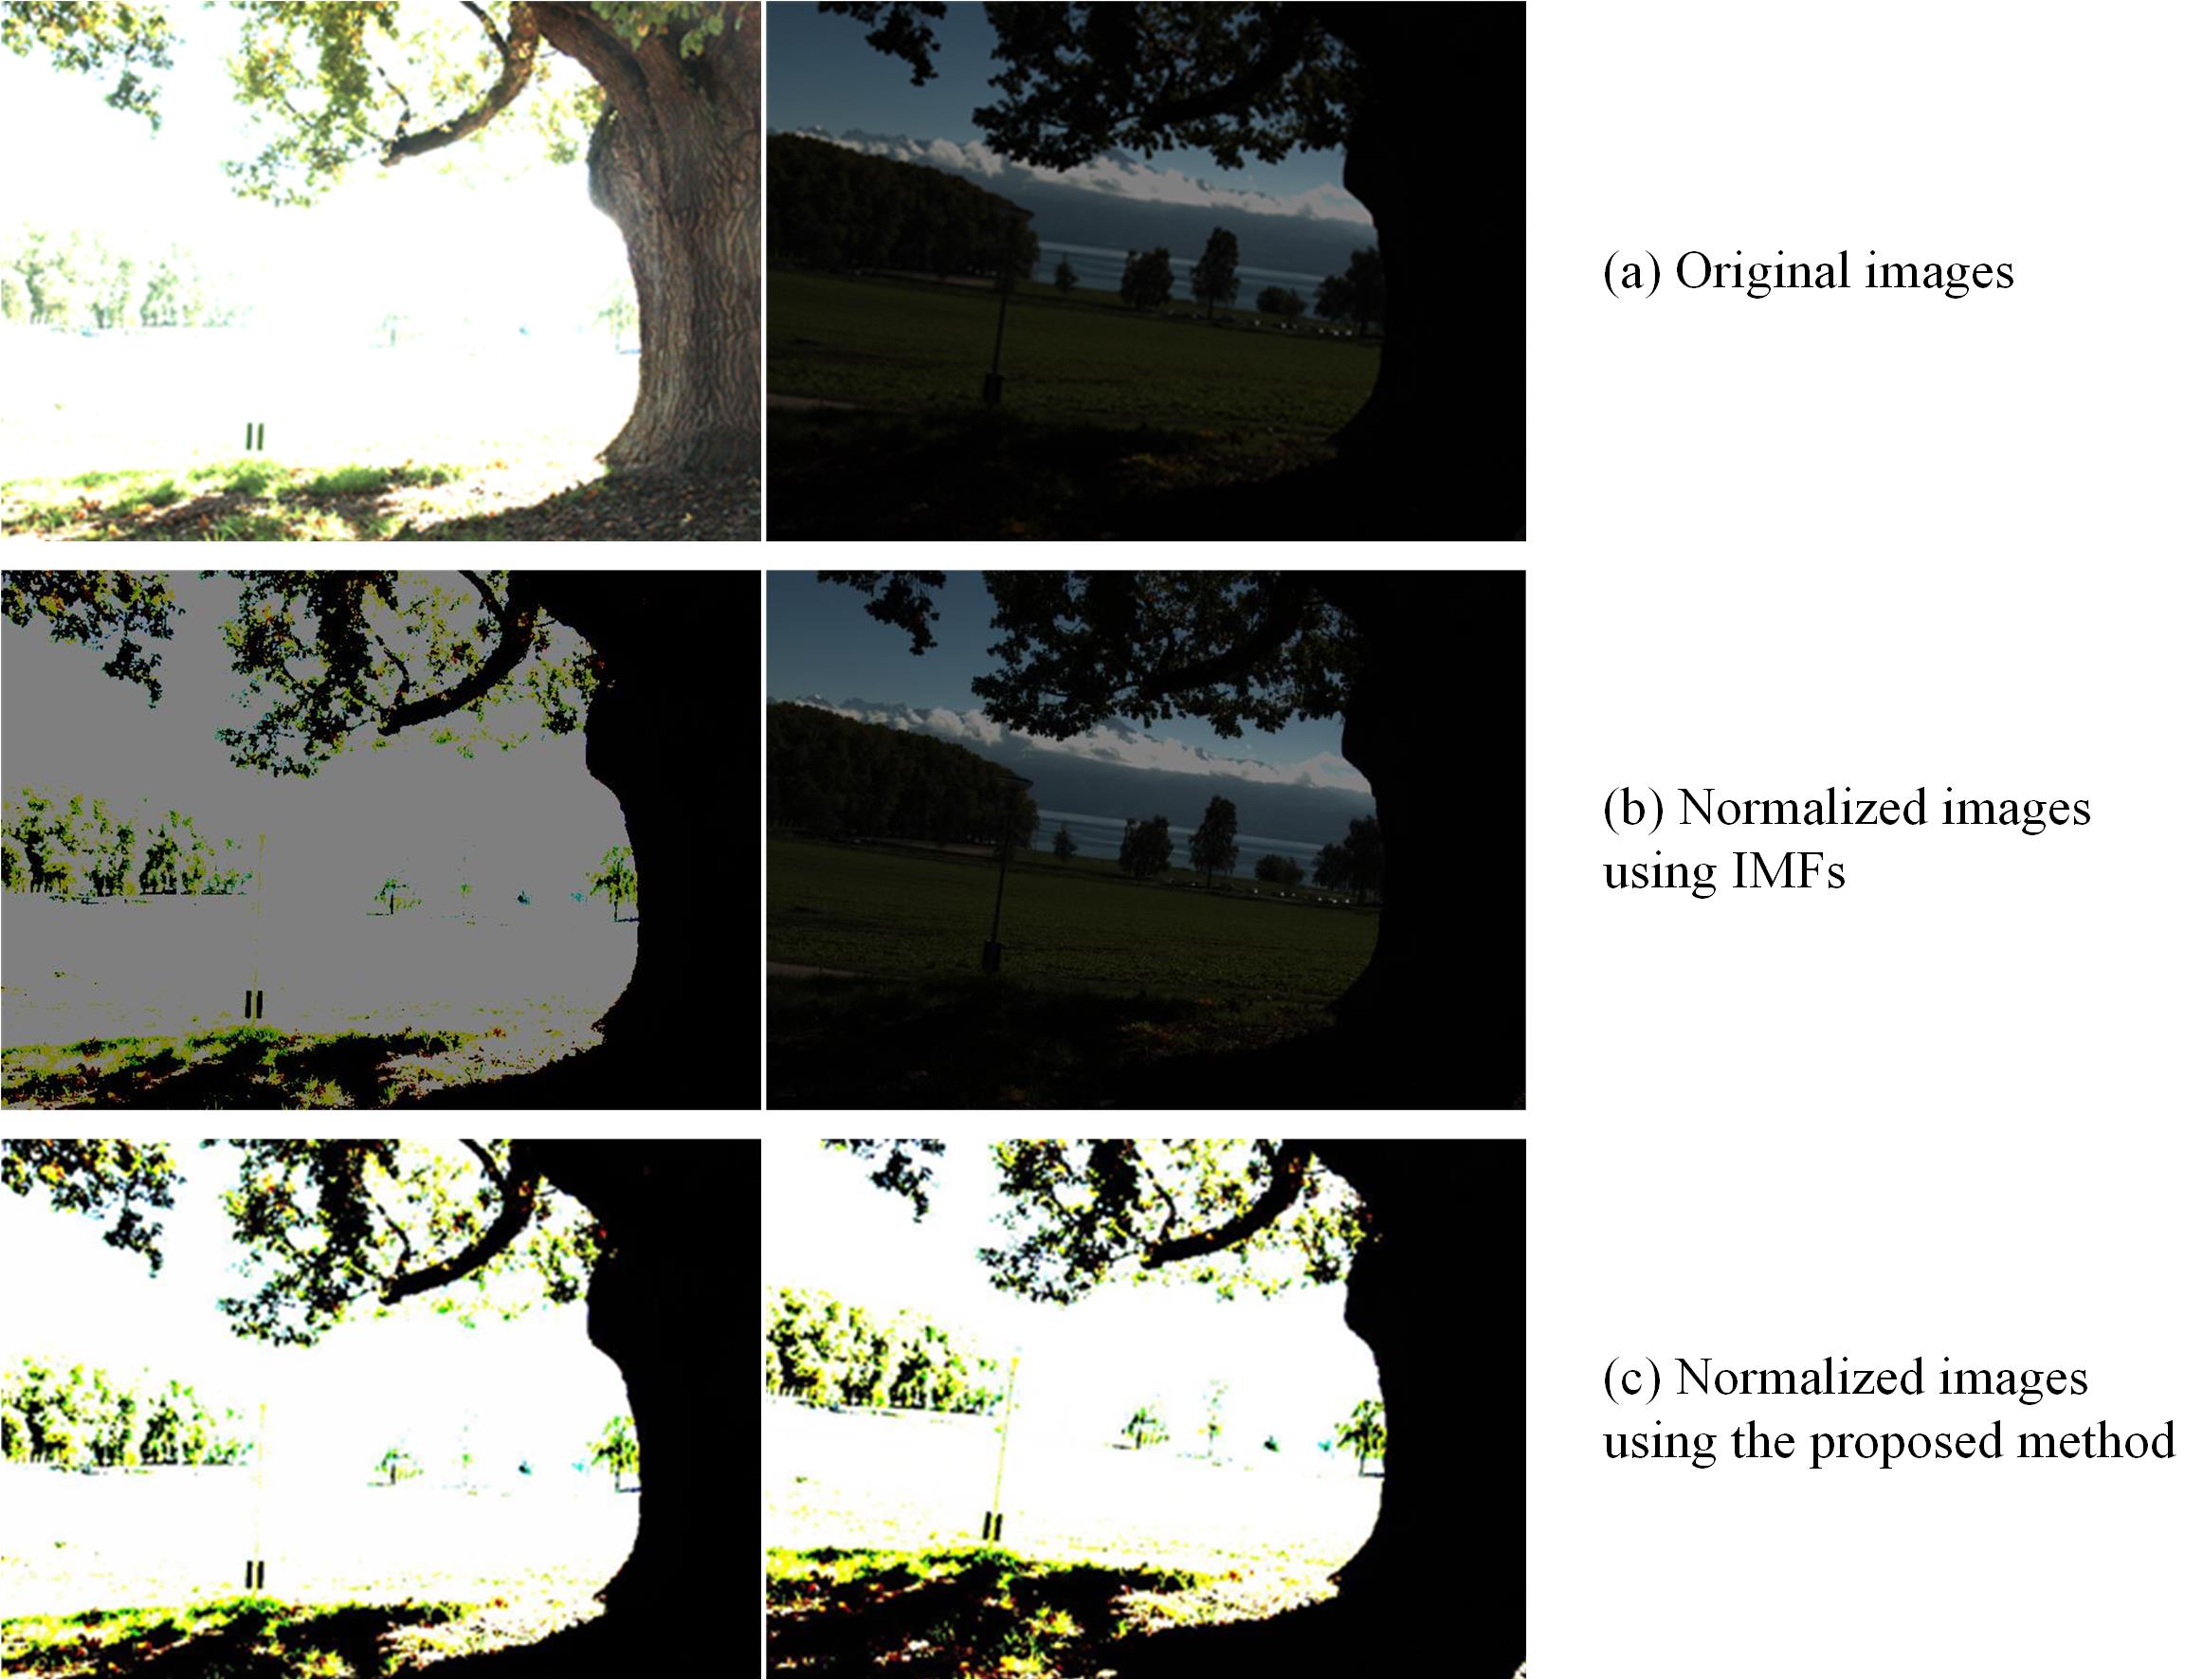 (a) Original images
(b) Normalized images
using IMFs
(c) Normalized images
using the proposed method